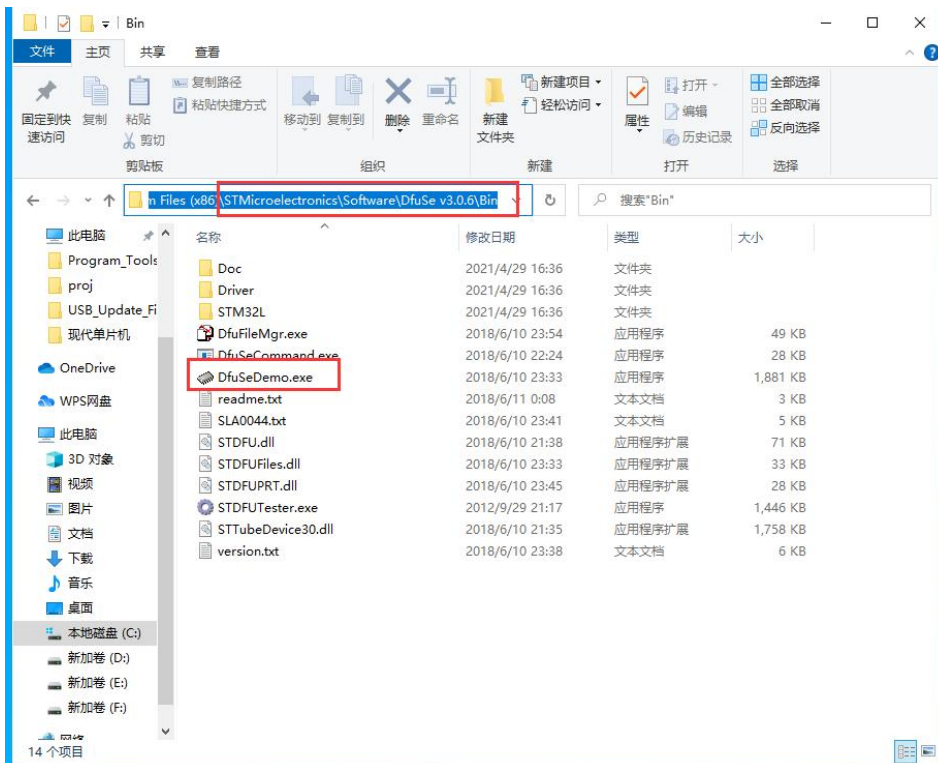 Bin
文件 主页 共享 查看
固定到快速访问 复制 粘贴 复制路径 粘贴快捷方式 剪切 移动到 复制到 删除 重命名 新建文件夹 新建项目 轻松访问 属性 打开 编辑 历史记录 全部选择 全部取消 反向选择
剪贴板 组织 新建 打开 选择
n Files (x86)\STMicroelectronics\Software\DfuSe v3.0.6\Bin 搜索"Bin"
此电脑
Program_Tools
proj
USB_Update_Fi
现代单片机
OneDrive
WPS网盘
此电脑
3D 对象
视频
图片
文档
下载
音乐
桌面
本地磁盘 (C:)
新加卷 (D:)
新加卷 (E:)
新加卷 (F:)
网络
名称 修改日期 类型 大小
Doc 2021/4/29 16:36 文件夹
Driver 2021/4/29 16:36 文件夹
STM32L 2021/4/29 16:36 文件夹
DfuFileMgr.exe 2018/6/10 23:54 应用程序 49 KB
DfuSeCommand.exe 2018/6/10 22:24 应用程序 28 KB
DfuSeDemo.exe 2018/6/10 23:33 应用程序 1,881 KB
readme.txt 2018/6/11 0:08 文本文档 3 KB
SLA0044.txt 2018/6/10 23:41 文本文档 5 KB
STDFU.dll 2018/6/10 21:38 应用程序扩展 71 KB
STDFUFiles.dll 2018/6/10 23:33 应用程序扩展 33 KB
STDFUPRT.dll 2018/6/10 23:45 应用程序扩展 28 KB
STDFUTester.exe 2012/9/29 21:17 应用程序 1,446 KB
STTubeDevice30.dll 2018/6/10 21:35 应用程序扩展 1,758 KB
version.txt 2018/6/10 23:38 文本文档 6 KB
14 个项目